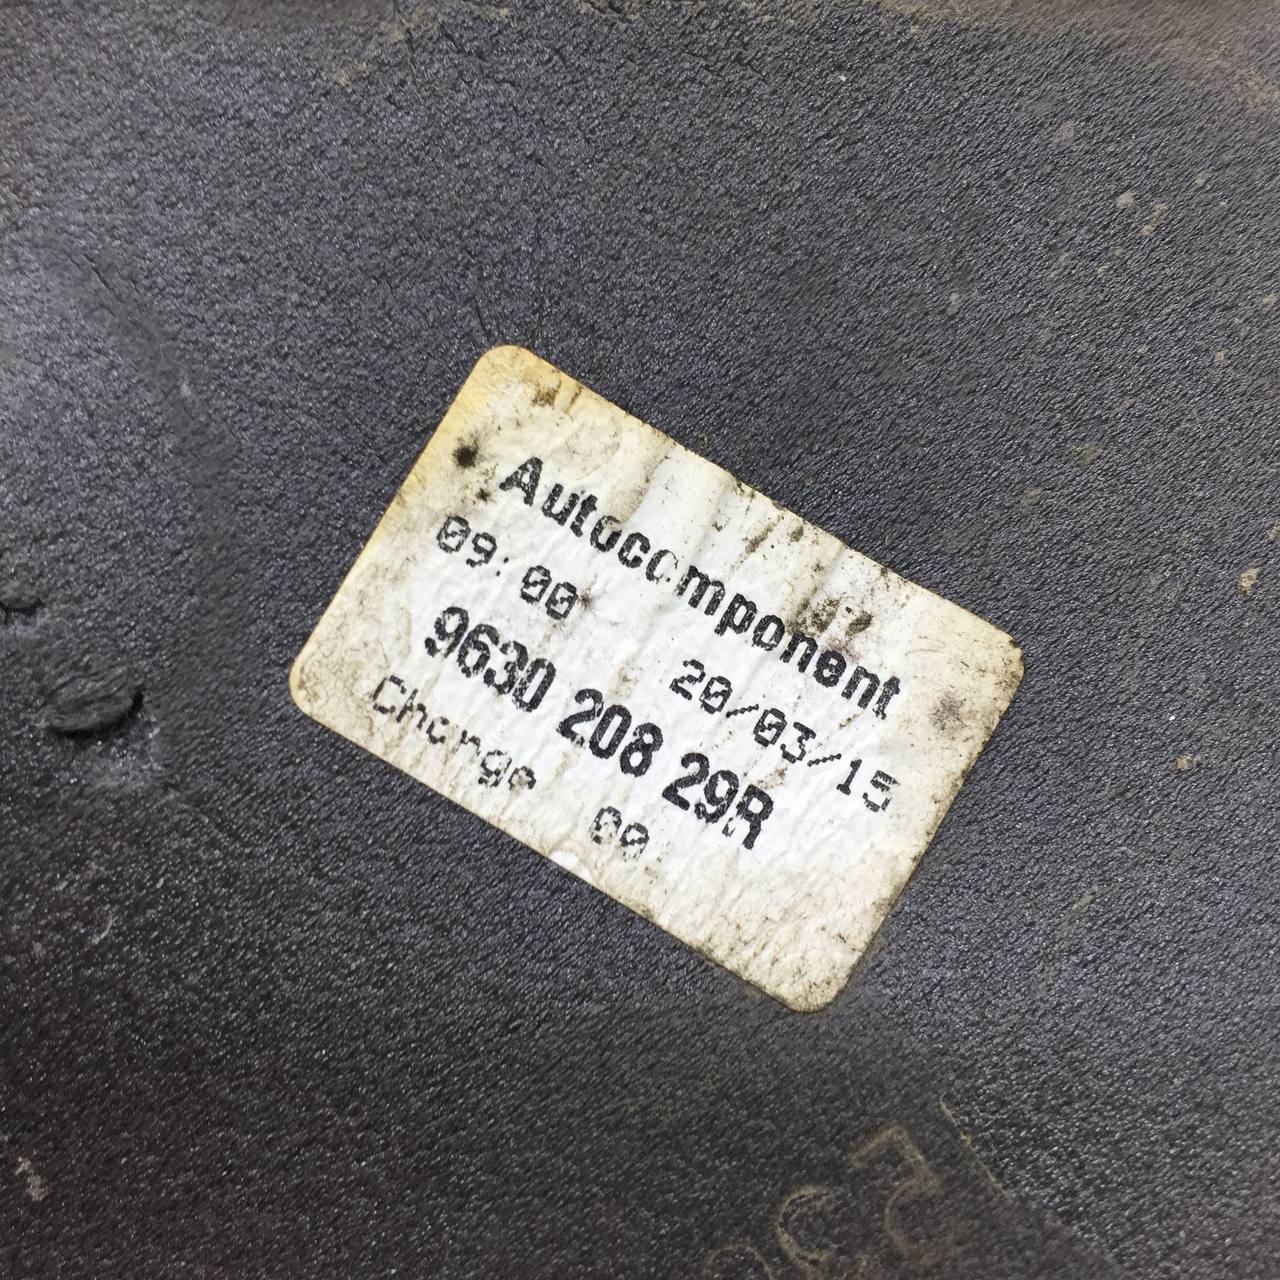 Autocomponent
09:00 20/03/15
9630 208 29R
Change 00